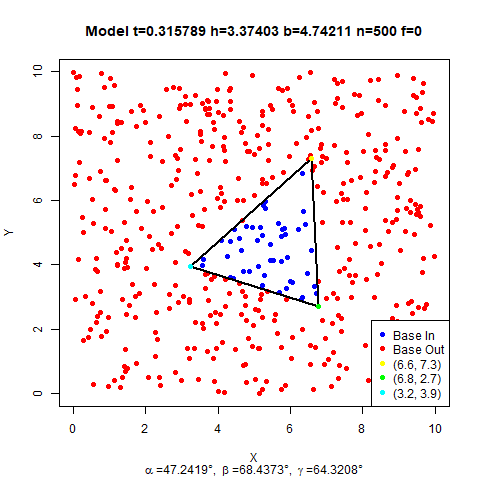 Model t=0.315789 h=3.37403 b=4.74211 n=500 f=0
10
8
6
4
2
0
Y
Base In
Base Out
(6.6, 7.3)
(6.8, 2.7)
(3.2, 3.9)
0 2 4 6 8 10
X
α=47.2419°, β=68.4373°, γ=64.3208°